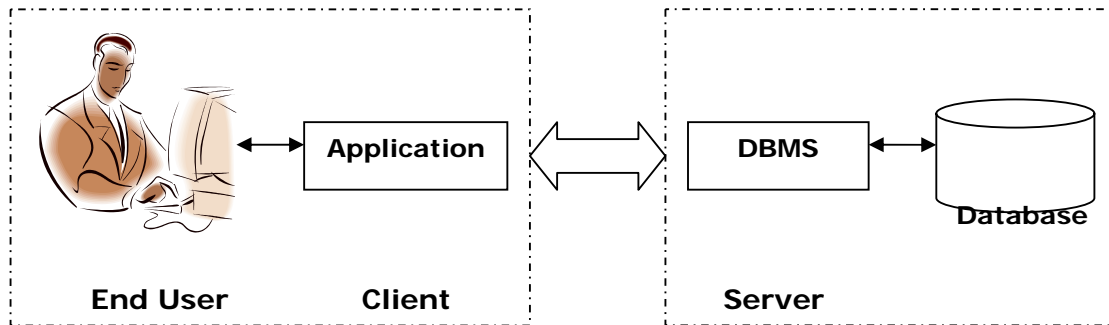 Application
DBMS
Database
End User
Client
Server